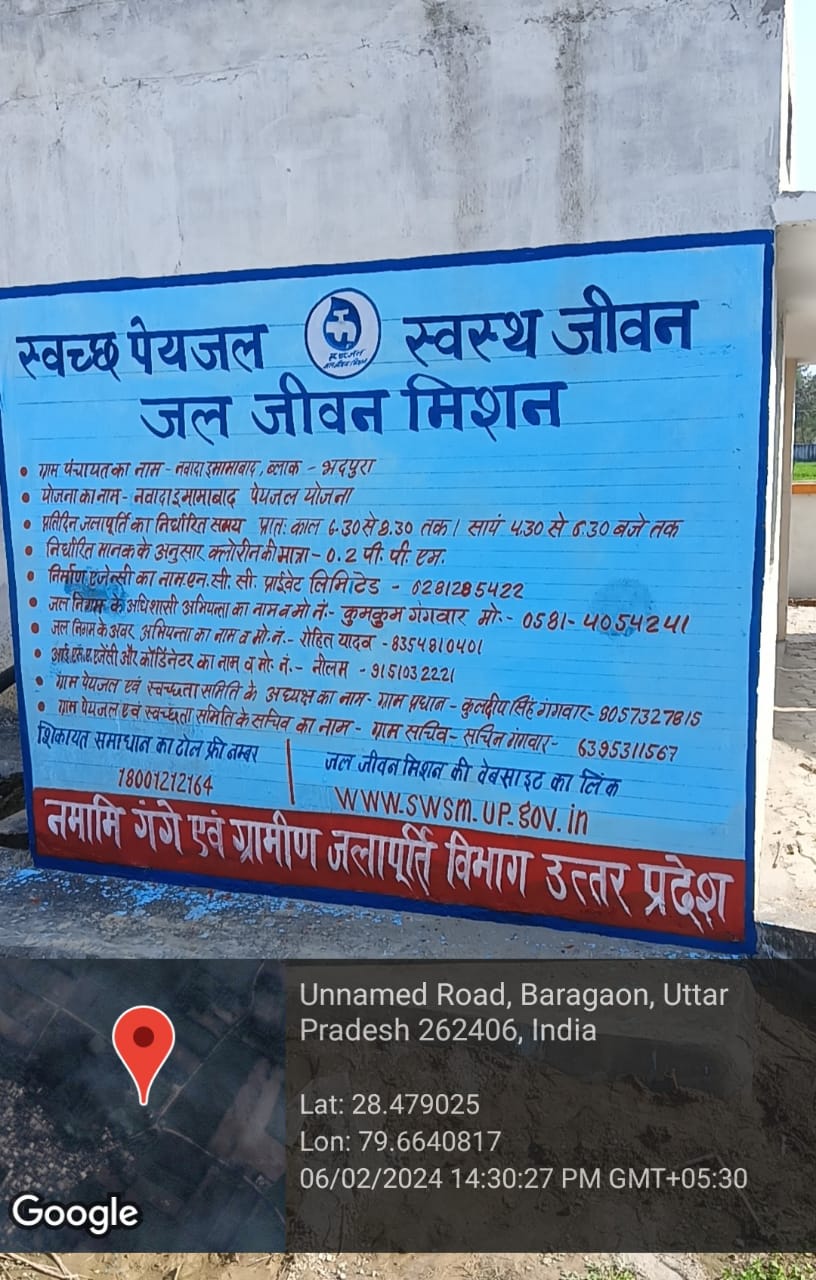 स्वच्छ पेयजल स्वस्थ जीवन
जल जीवन मिशन
• ग्राम पंचायत का नाम - नवादा इमामाबाद, ब्लाक - भदपुरा
• योजना का नाम - नवादा इमामाबाद पेयजल योजना
• प्रतिदिन जलापूर्ति का निर्धारित समय प्रातः काल 6.30 से 8.30 तक। सायं 4.30 से 6.30 बजे तक
• निर्धारित मानक के अनुसार क्लोरीन की मात्रा - 0.2 पी. पी. एम.
• निर्माण एजेन्सी का नाम एन. सी. सी. प्राईवेट लिमिटेड - 0281285422
• जल निगम के अधिशासी अभियन्ता का नाम व मो नं:- कुमकुम गंगवार मो:- 0581-4054241
• जल निगम के अवर अभियन्ता का नाम व मो. नं.- रोहित यादव - 8354810401
• आई. एस. ए. एजेंसी और कॉर्डिनेटर का नाम व मो. नं. - नीलम - 9151032221
• ग्राम पेयजल एवं स्वच्छता समिति के अध्यक्ष का नाम- ग्राम प्रधान - कुलदीप सिंह गंगवार- 9057327815
• ग्राम पेयजल एवं स्वच्छता समिति के सचिव का नाम - ग्राम सचिव- सचिन गंगवार- 6395311567
शिकायत समाधान का टोल फ्री नम्बर
18001212164
जल जीवन मिशन की वेबसाइट का लिंक
WWW.SWSM.UP.gov.in
नमामि गंगे एवं ग्रामीण जलापूर्ति विभाग उत्तर प्रदेश
Unnamed Road, Baragaon, Uttar
Pradesh 262406, India
Lat: 28.479025
Lon: 79.6640817
06/02/2024 14:30:27 PM GMT+05:30
Google